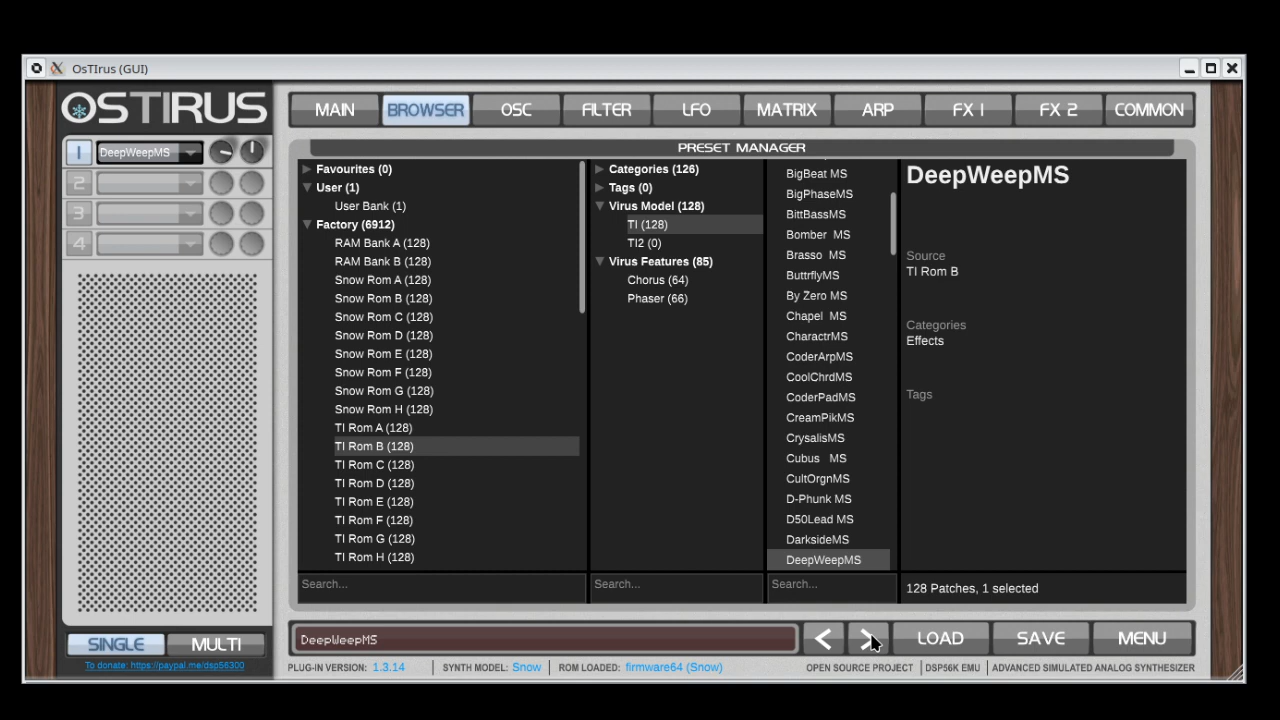 OsTIrus (GUI)
OSTIRUS
MAIN BROWSER OSC FILTER LFO MATRIX ARP FX 1 FX 2 COMMON
1 DeepWeepMS
2
3
4
PRESET MANAGER
Favourites (0)
User (1)
User Bank (1)
Factory (6912)
RAM Bank A (128)
RAM Bank B (128)
Snow Rom A (128)
Snow Rom B (128)
Snow Rom C (128)
Snow Rom D (128)
Snow Rom E (128)
Snow Rom F (128)
Snow Rom G (128)
Snow Rom H (128)
TI Rom A (128)
TI Rom B (128)
TI Rom C (128)
TI Rom D (128)
TI Rom E (128)
TI Rom F (128)
TI Rom G (128)
TI Rom H (128)
Search...
Categories (126)
Tags (0)
Virus Model (128)
TI (128)
TI2 (0)
Virus Features (85)
Chorus (64)
Phaser (66)
Search...
BigBeat MS
BigPhaseMS
BittBassMS
Bomber MS
Brasso MS
ButtrflyMS
By Zero MS
Chapel MS
CharactrMS
CoderArpMS
CoolChrdMS
CoderPadMS
CreamPikMS
CrysalisMS
Cubus MS
CultOrgnMS
D-Phunk MS
D50Lead MS
DarksideMS
DeepWeepMS
Search...
DeepWeepMS
Source
TI Rom B
Categories
Effects
Tags
128 Patches, 1 selected
SINGLE MULTI
To donate: https://paypal.me/dsp56300
DeepWeepMS
< > LOAD SAVE MENU
PLUG-IN VERSION: 1.3.14 SYNTH MODEL: Snow ROM LOADED: firmware64 (Snow) OPEN SOURCE PROJECT DSP56K EMU ADVANCED SIMULATED ANALOG SYNTHESIZER